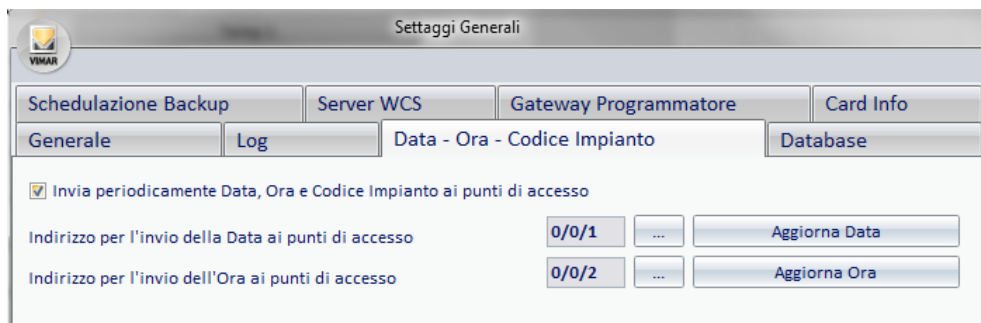 Settaggi Generali
VIMAR
Schedulazione Backup Server WCS Gateway Programmatore Card Info
Generale Log Data - Ora - Codice Impianto Database
Invia periodicamente Data, Ora e Codice Impianto ai punti di accesso
Indirizzo per l'invio della Data ai punti di accesso 0/0/1 ... Aggiorna Data
Indirizzo per l'invio dell'Ora ai punti di accesso 0/0/2 ... Aggiorna Ora